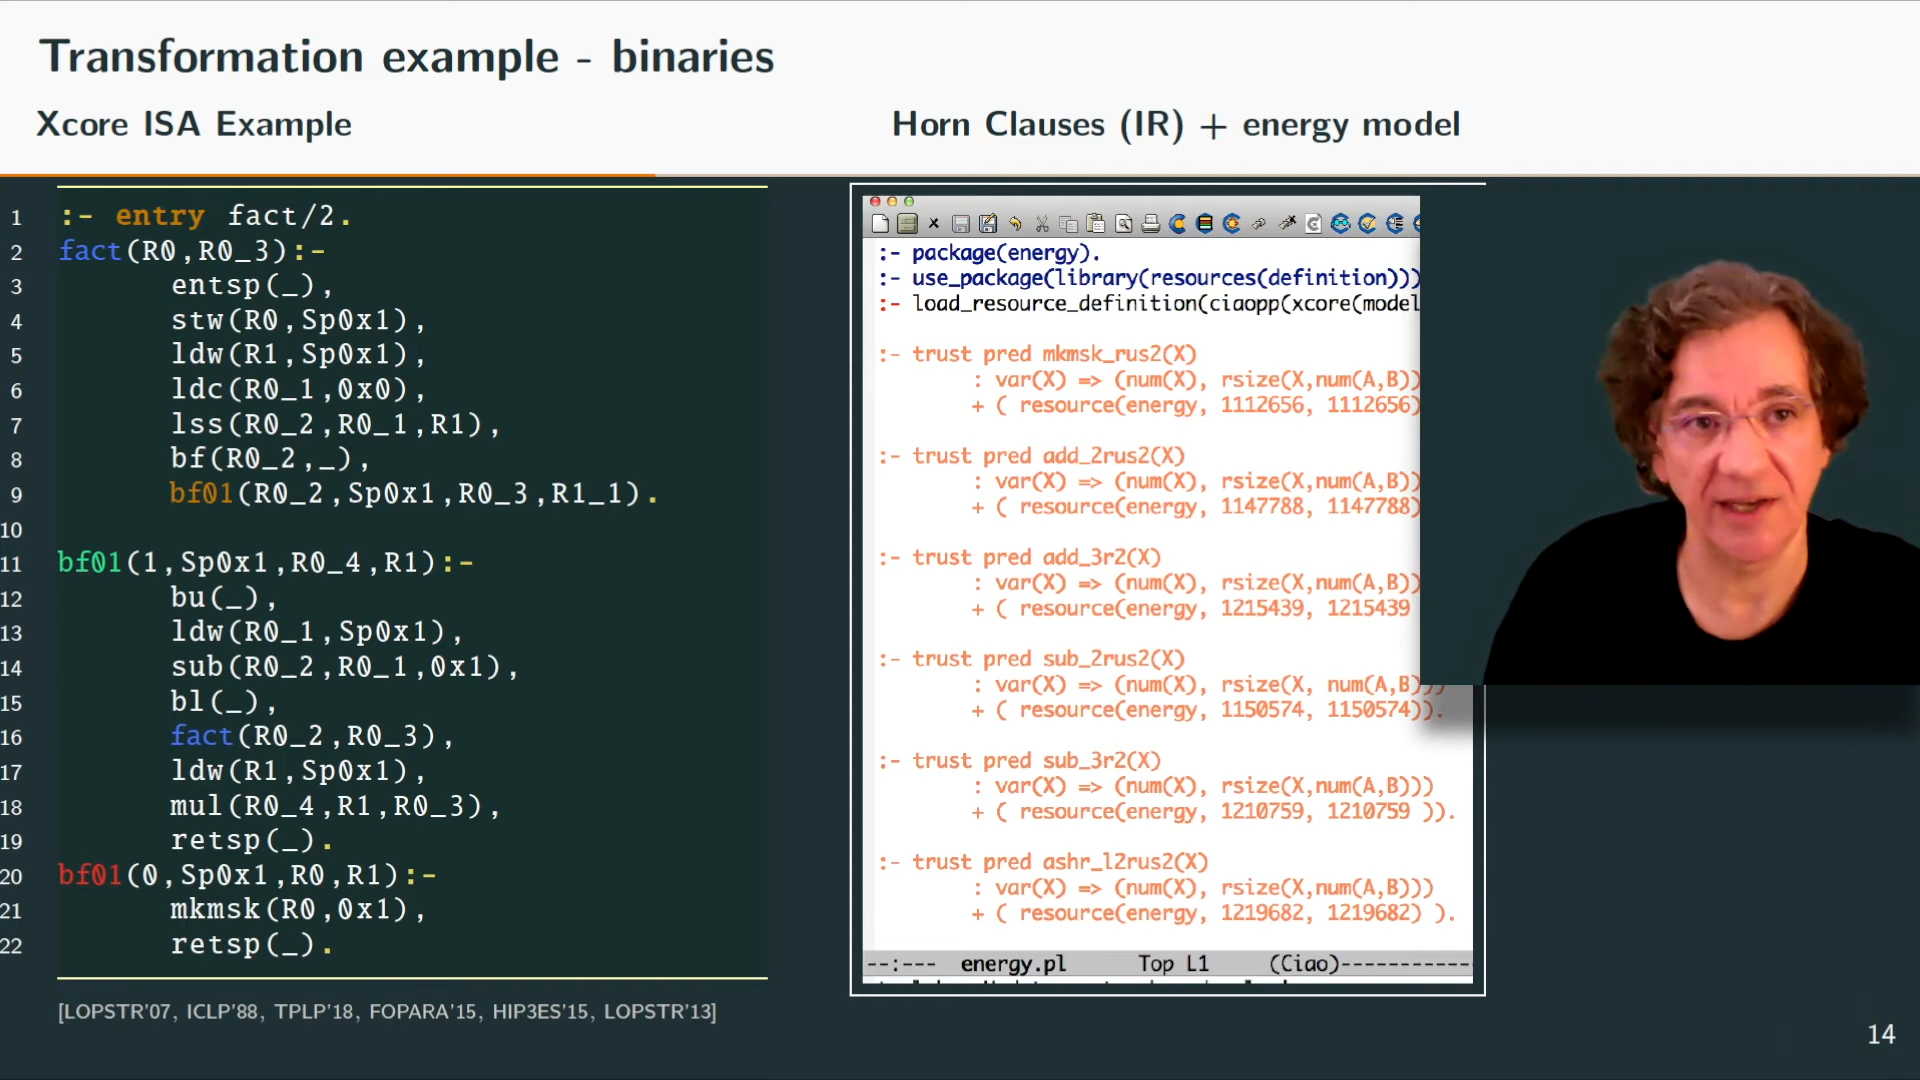 Transformation example - binaries
Xcore ISA Example
Horn Clauses (IR) + energy model
1 :- entry fact/2.
2 fact(R0,R0_3):-
3 entsp(_),
4 stw(R0,Sp0x1),
5 ldw(R1,Sp0x1),
6 ldc(R0_1,0x0),
7 lss(R0_2,R0_1,R1),
8 bf(R0_2,_),
9 bf01(R0_2,Sp0x1,R0_3,R1_1).
10
11 bf01(1,Sp0x1,R0_4,R1):-
12 bu(_),
13 ldw(R0_1,Sp0x1),
14 sub(R0_2,R0_1,0x1),
15 bl(_),
16 fact(R0_2,R0_3),
17 ldw(R1,Sp0x1),
18 mul(R0_4,R1,R0_3),
19 retsp(_).
20 bf01(0,Sp0x1,R0,R1):-
21 mkmsk(R0,0x1),
22 retsp(_).
:- package(energy).
:- use_package(library(resources(definition)))
:- load_resource_definition(ciaopp(xcore(model
:- trust pred mkmsk_rus2(X)
: var(X) => (num(X), rsize(X,num(A,B))
+ ( resource(energy, 1112656, 1112656)
:- trust pred add_2rus2(X)
: var(X) => (num(X), rsize(X,num(A,B))
+ ( resource(energy, 1147788, 1147788)
:- trust pred add_3r2(X)
: var(X) => (num(X), rsize(X,num(A,B))
+ ( resource(energy, 1215439, 1215439
:- trust pred sub_2rus2(X)
: var(X) => (num(X), rsize(X, num(A,B)))
+ ( resource(energy, 1150574, 1150574)).
:- trust pred sub_3r2(X)
: var(X) => (num(X), rsize(X,num(A,B)))
+ ( resource(energy, 1210759, 1210759 )).
:- trust pred ashr_l2rus2(X)
: var(X) => (num(X), rsize(X,num(A,B)))
+ ( resource(energy, 1219682, 1219682) ).
--:--- energy.pl Top L1 (Ciao)-----------
[LOPSTR'07, ICLP'88, TPLP'18, FOPARA'15, HIP3ES'15, LOPSTR'13]
14